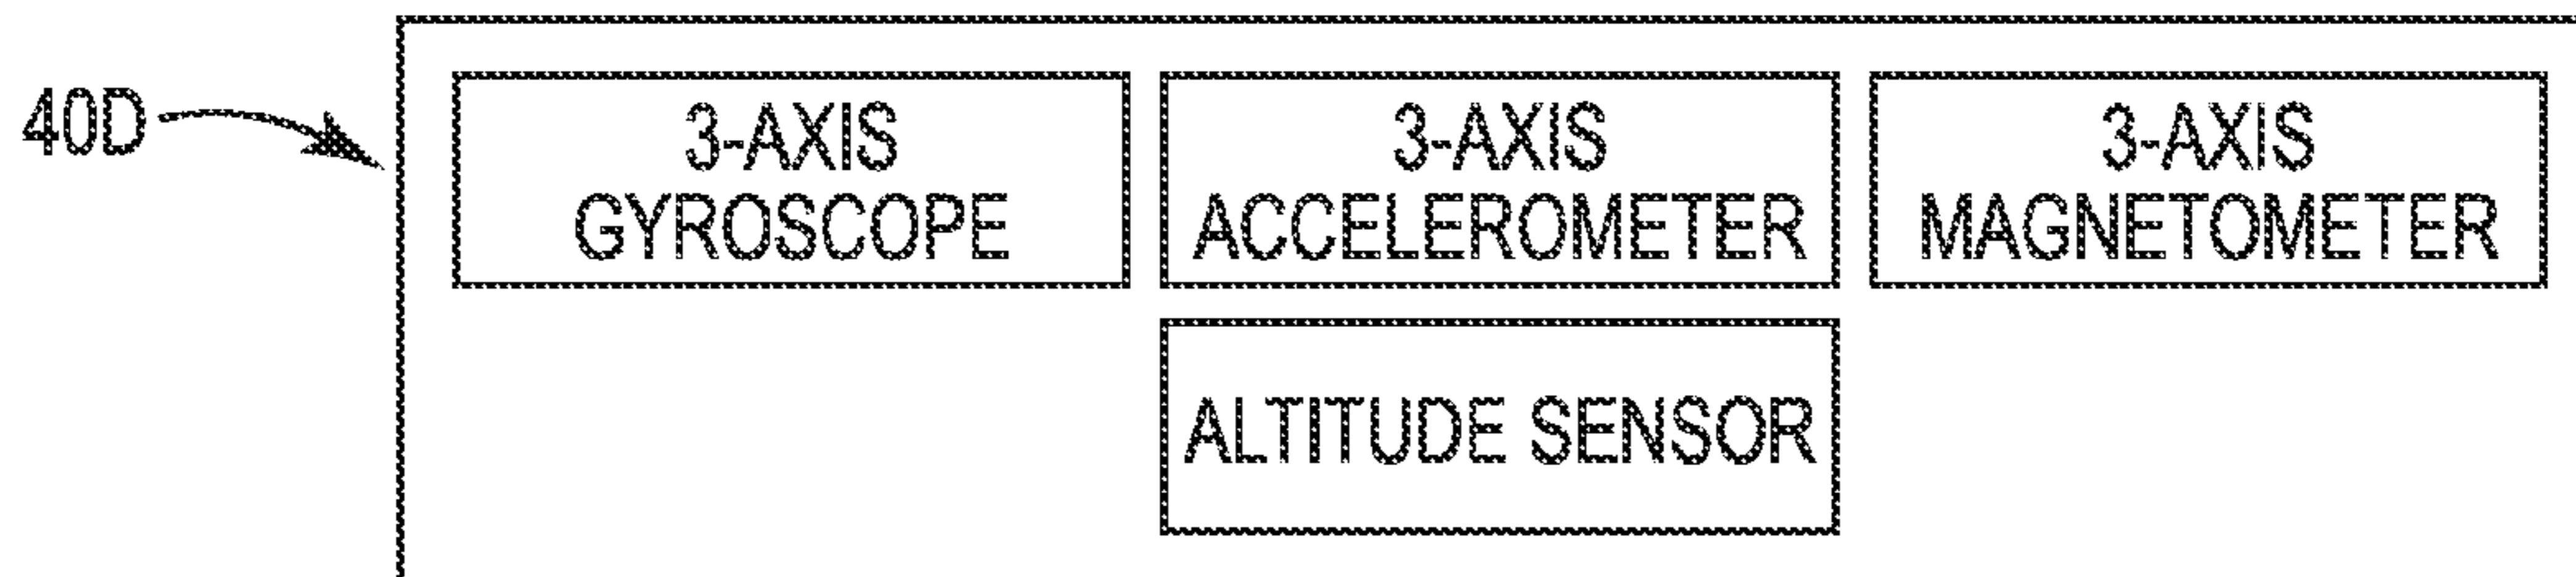 40D
3-AXIS
GYROSCOPE
3-AXIS
ACCELEROMETER
3-AXIS
MAGNETOMETER
ALTITUDE SENSOR